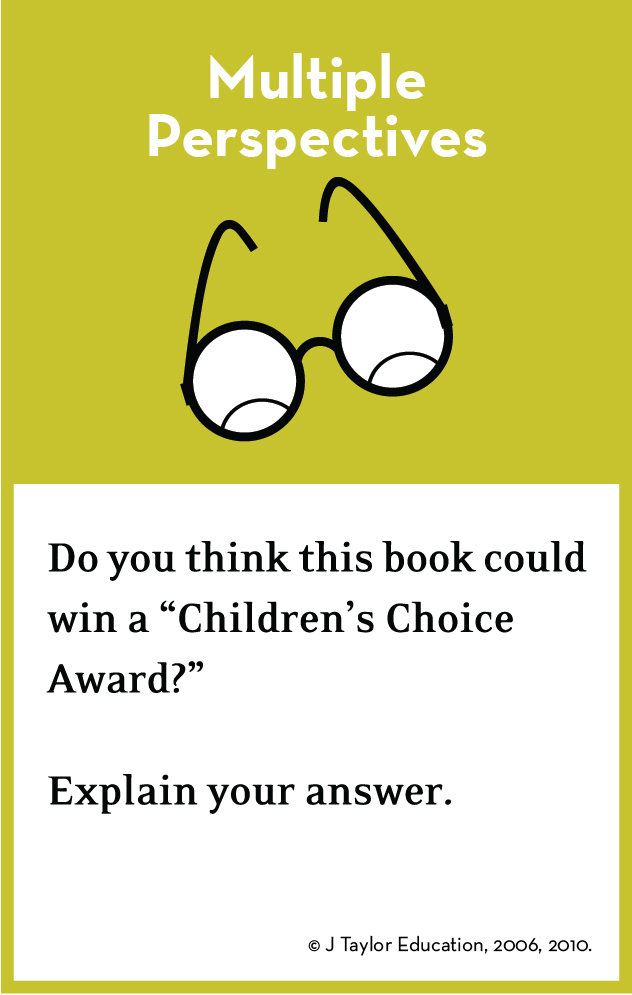 Multiple
Perspectives
Do you think this book could
win a “Children’s Choice
Award?”
Explain your answer.
© J Taylor Education, 2006, 2010.